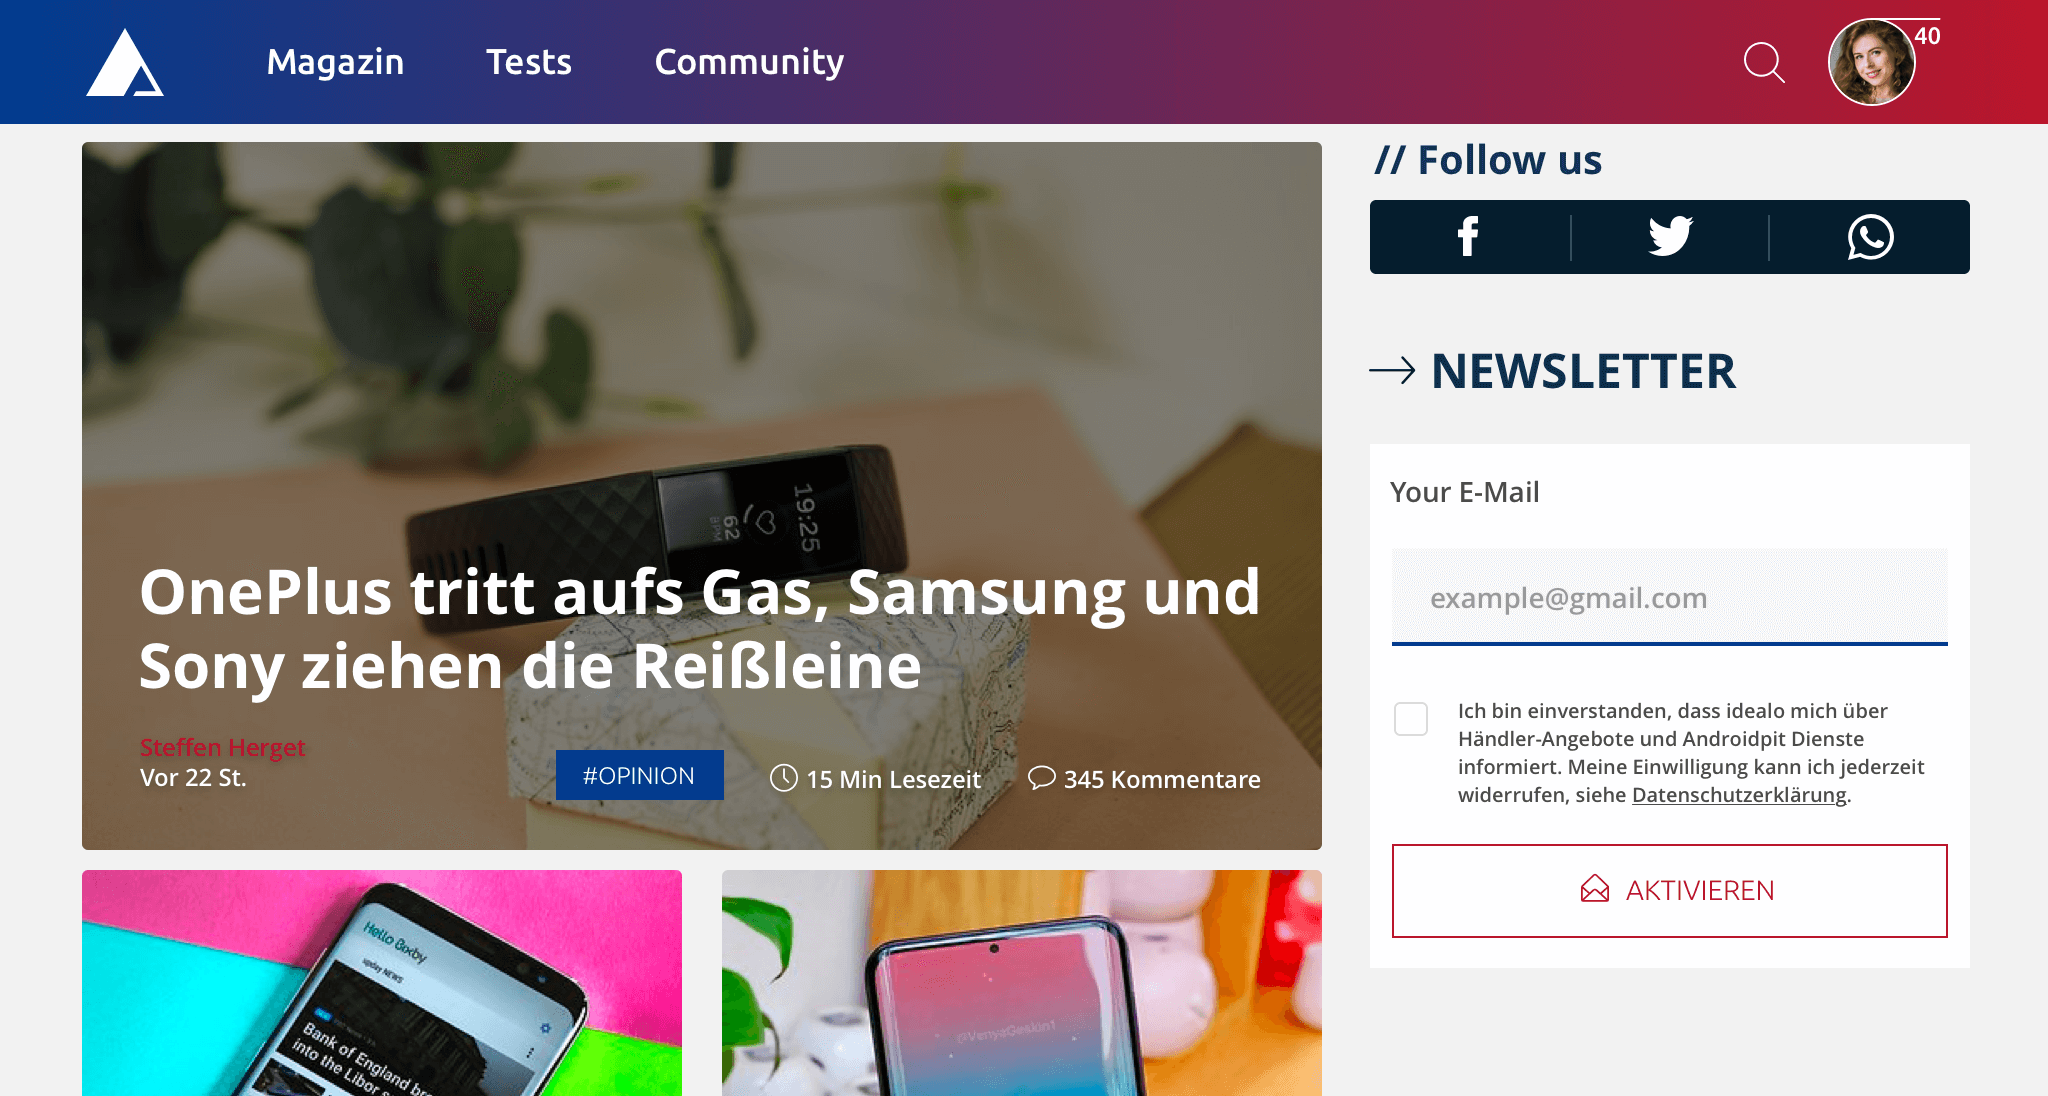 Magazin
Tests
Community
40
// Follow us
NEWSLETTER
Your E-Mail
example@gmail.com
Ich bin einverstanden, dass idealo mich über
Händler-Angebote und Androidpit Dienste
informiert. Meine Einwilligung kann ich jederzeit
widerrufen, siehe Datenschutzerklärung.
AKTIVIEREN
19:25
62
BPM
OnePlus tritt aufs Gas, Samsung und
Sony ziehen die Reißleine
Steffen Herget
Vor 22 St.
#OPINION
15 Min Lesezeit
345 Kommentare
Hello Bixby
upday NEWS
Bank of England
into the Libor
@VenyaGeskin1